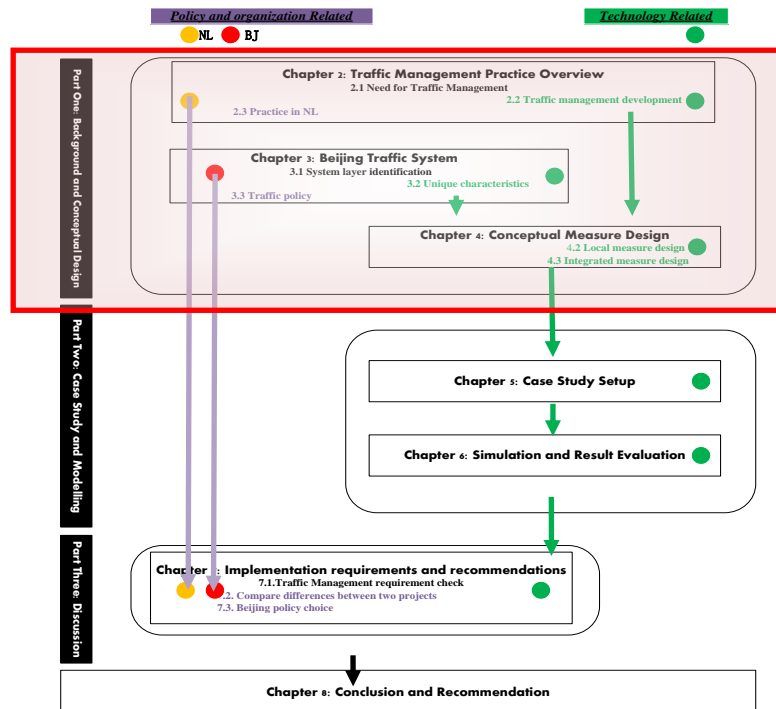 Policy and organization Related
Technology Related
NL BJ
Part One: Background and Conceptual Design
Chapter 2: Traffic Management Practice Overview
2.1 Need for Traffic Management
2.2 Traffic management development
2.3 Practice in NL
Chapter 3: Beijing Traffic System
3.1 System layer identification
3.2 Unique characteristics
3.3 Traffic policy
Chapter 4: Conceptual Measure Design
4.2 Local measure design
4.3 Integrated measure design
Part Two: Case Study and Modelling
Chapter 5: Case Study Setup
Chapter 6: Simulation and Result Evaluation
Part Three: Discussion
Chapter : Implementation requirements and recommendations
7.1.Traffic Management requirement check
.2. Compare differences between two projects
7.3. Beijing policy choice
Chapter 8: Conclusion and Recommendation